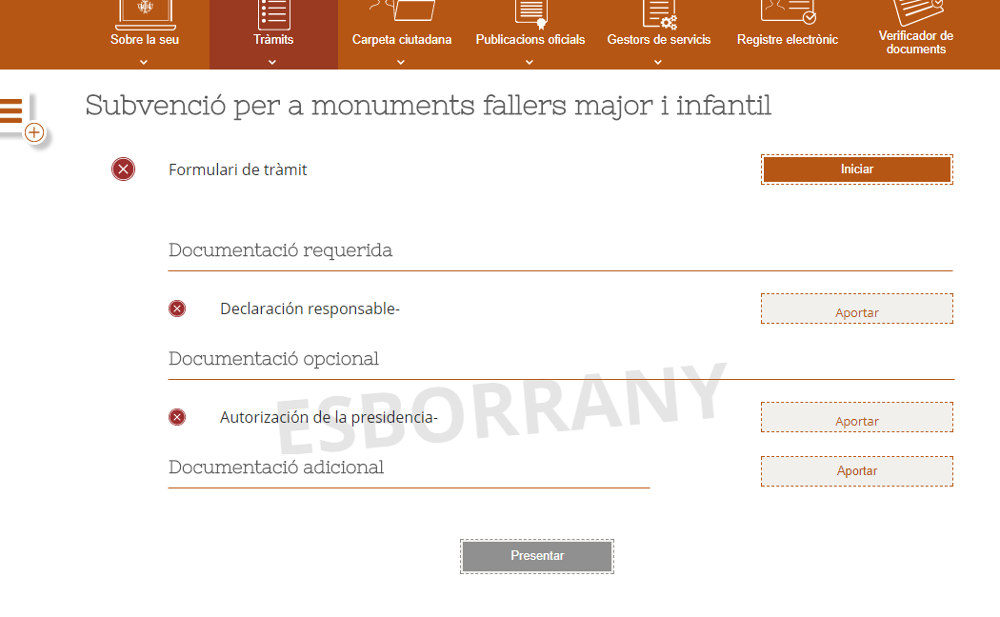 Sobre la seu
Tràmits
Carpeta ciutadana
Publicacions oficials
Gestors de servicis
Registre electrònic
Verificador de
documents
Subvenció per a monuments fallers major i infantil
Formulari de tràmit
Iniciar
Documentació requerida
Declaración responsable-
Aportar
Documentació opcional
ESBORRANY
Autorización de la presidencia-
Aportar
Documentació adicional
Aportar
Presentar